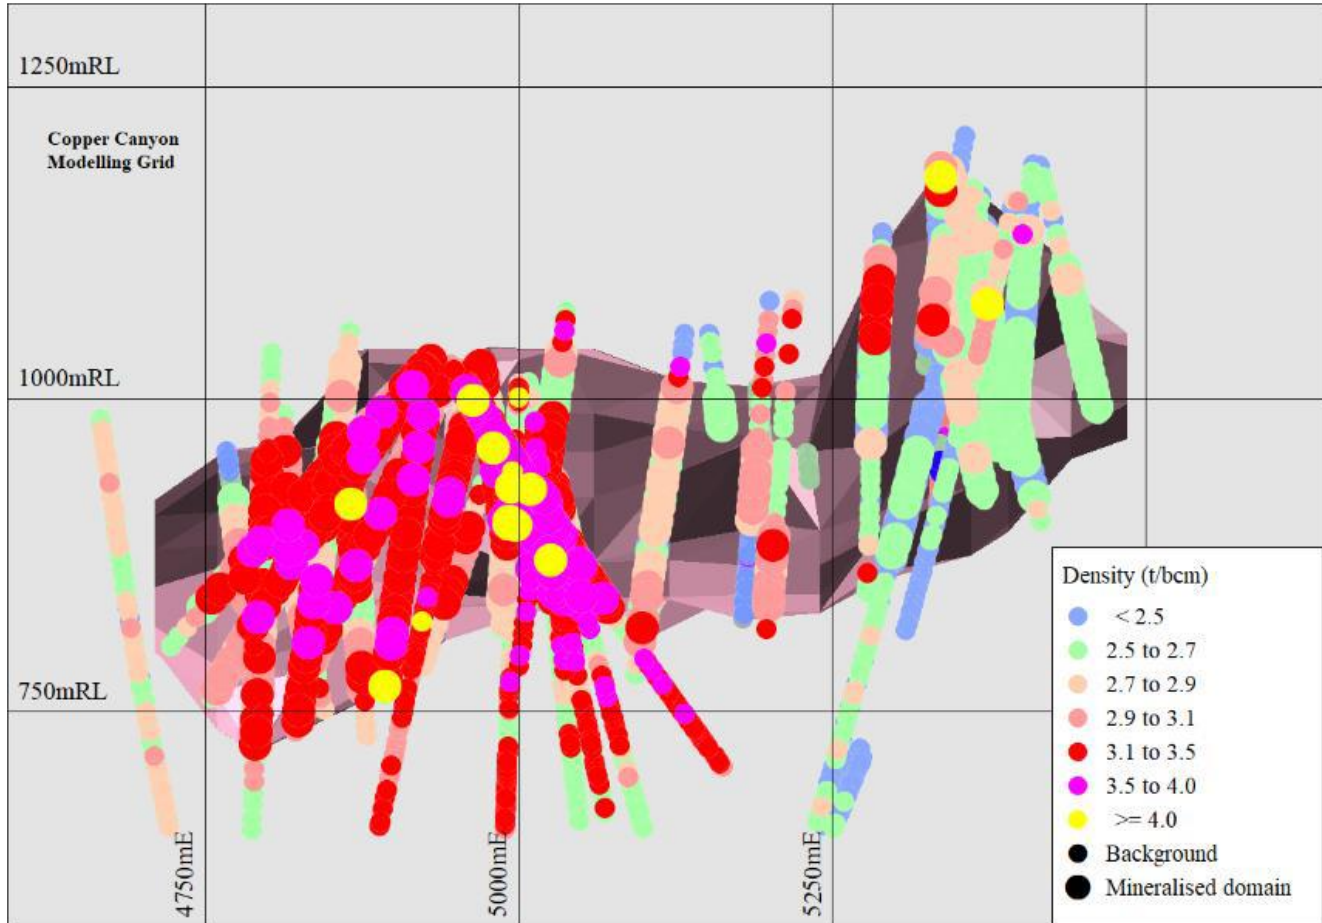 1250mRL
Copper Canyon
Modelling Grid
1000mRL
750mRL
4750mE
5000mE
5250mE
Density (t/bcm)
< 2.5
2.5 to 2.7
2.7 to 2.9
2.9 to 3.1
3.1 to 3.5
3.5 to 4.0
>= 4.0
Background
Mineralised domain